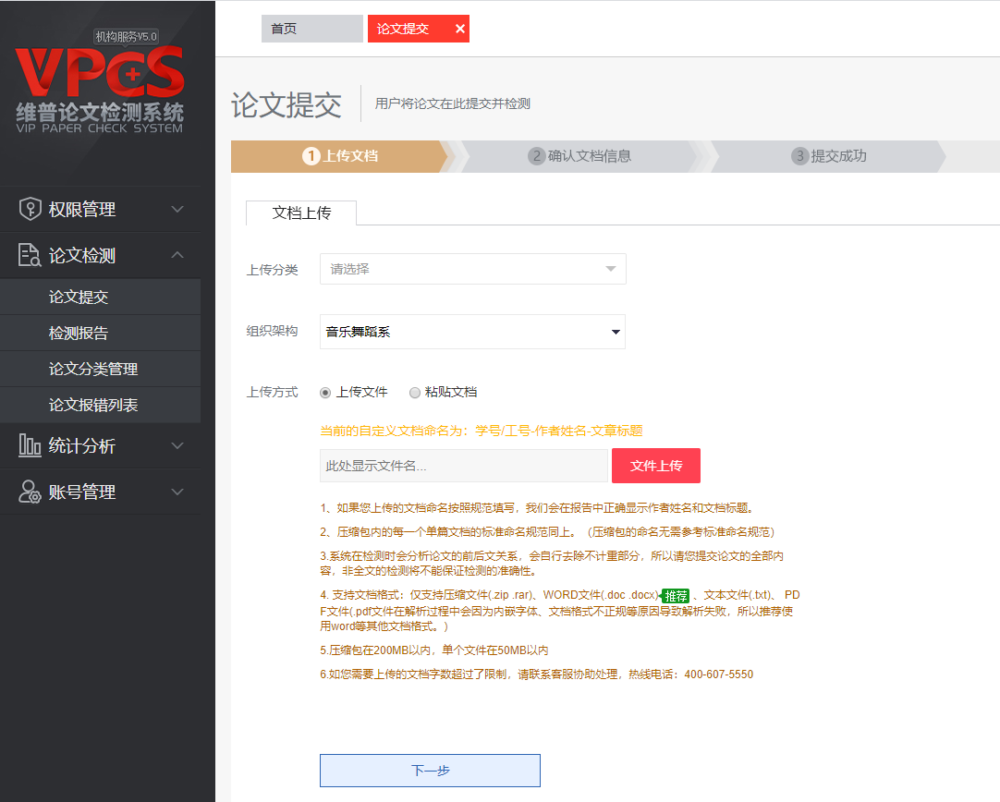 机构服务V5.0
VPCS
维普论文检测系统
VIP PAPER CHECK SYSTEM
权限管理
论文检测
论文提交
检测报告
论文分类管理
论文报错列表
统计分析
账号管理
首页
论文提交 ×
论文提交
用户将论文在此提交并检测
1 上传文档
2 确认文档信息
3 提交成功
文档上传
上传分类
请选择
组织架构
音乐舞蹈系
上传方式
上传文件
粘贴文档
当前的自定义文档命名为：学号/工号-作者姓名-文章标题
此处显示文件名...
文件上传
1、如果您上传的文档命名按照规范填写，我们会在报告中正确显示作者姓名和文档标题。
2、压缩包内的每一个单篇文档的标准命名规范同上。（压缩包的命名无需参考标准命名规范）
3.系统在检测时会分析论文的前后文关系，会自行去除不计重部分，所以请您提交论文的全部内
容，非全文的检测将不能保证检测的准确性。
4. 支持文档格式：仅支持压缩文件(.zip .rar)、WORD文件(.doc .docx) 推荐 、文本文件(.txt)、 PD
F文件(.pdf文件在解析过程中会因为内嵌字体、文档格式不正规等原因导致解析失败，所以推荐使
用word等其他文档格式。）
5.压缩包在200MB以内，单个文件在50MB以内
6.如您需要上传的文档字数超过了限制，请联系客服协助处理，热线电话：400-607-5550
下一步